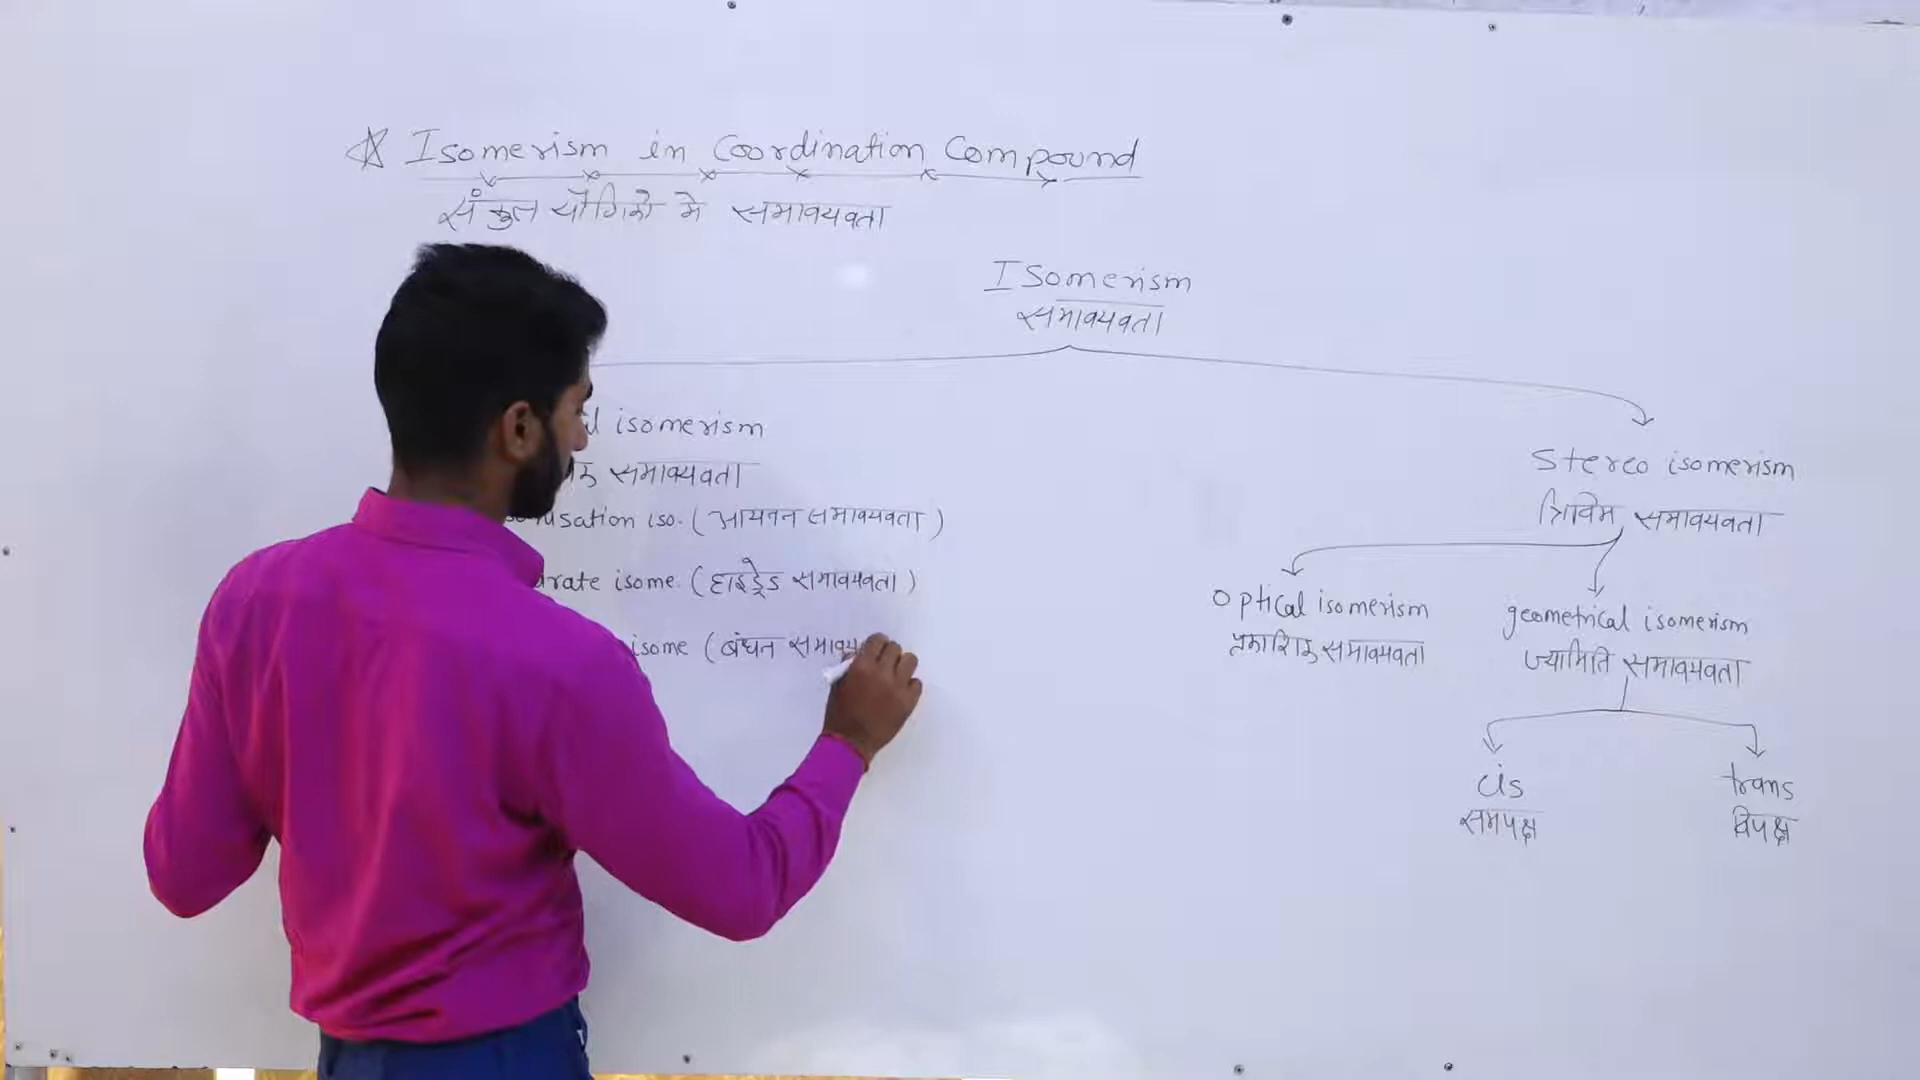 Isomerism in Coordination Compound
संकुल यौगिको मे समावयवता
Isomerism
समावयवता
isomerism
समावयवता
iso. (आयनन समावयवता)
isome. (हाइड्रेड समावयवता)
isome (बंधन
Stereo isomerism
त्रिविम समावयवता
Optical isomerism
प्रकाशिक समावयवता
geometrical isomerism
ज्यामिति समावयवता
cis
समपक्ष
trans
विपक्ष